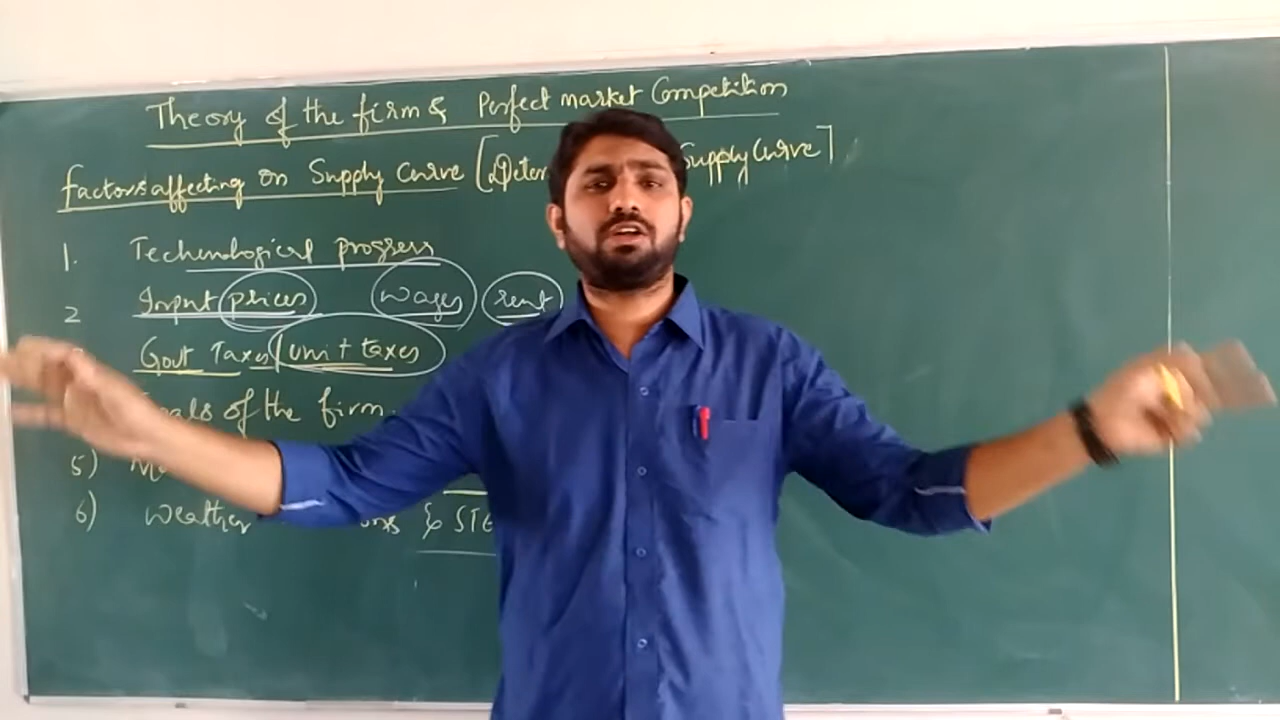 Theory of the firm & Perfect market Competition
factors affecting on Supply curve [Deter Supply Curve]
1. Technological progress
2 Input prices wages rent
Govt Taxes/unit taxes
of the firm.
5)
6) Weather & STE